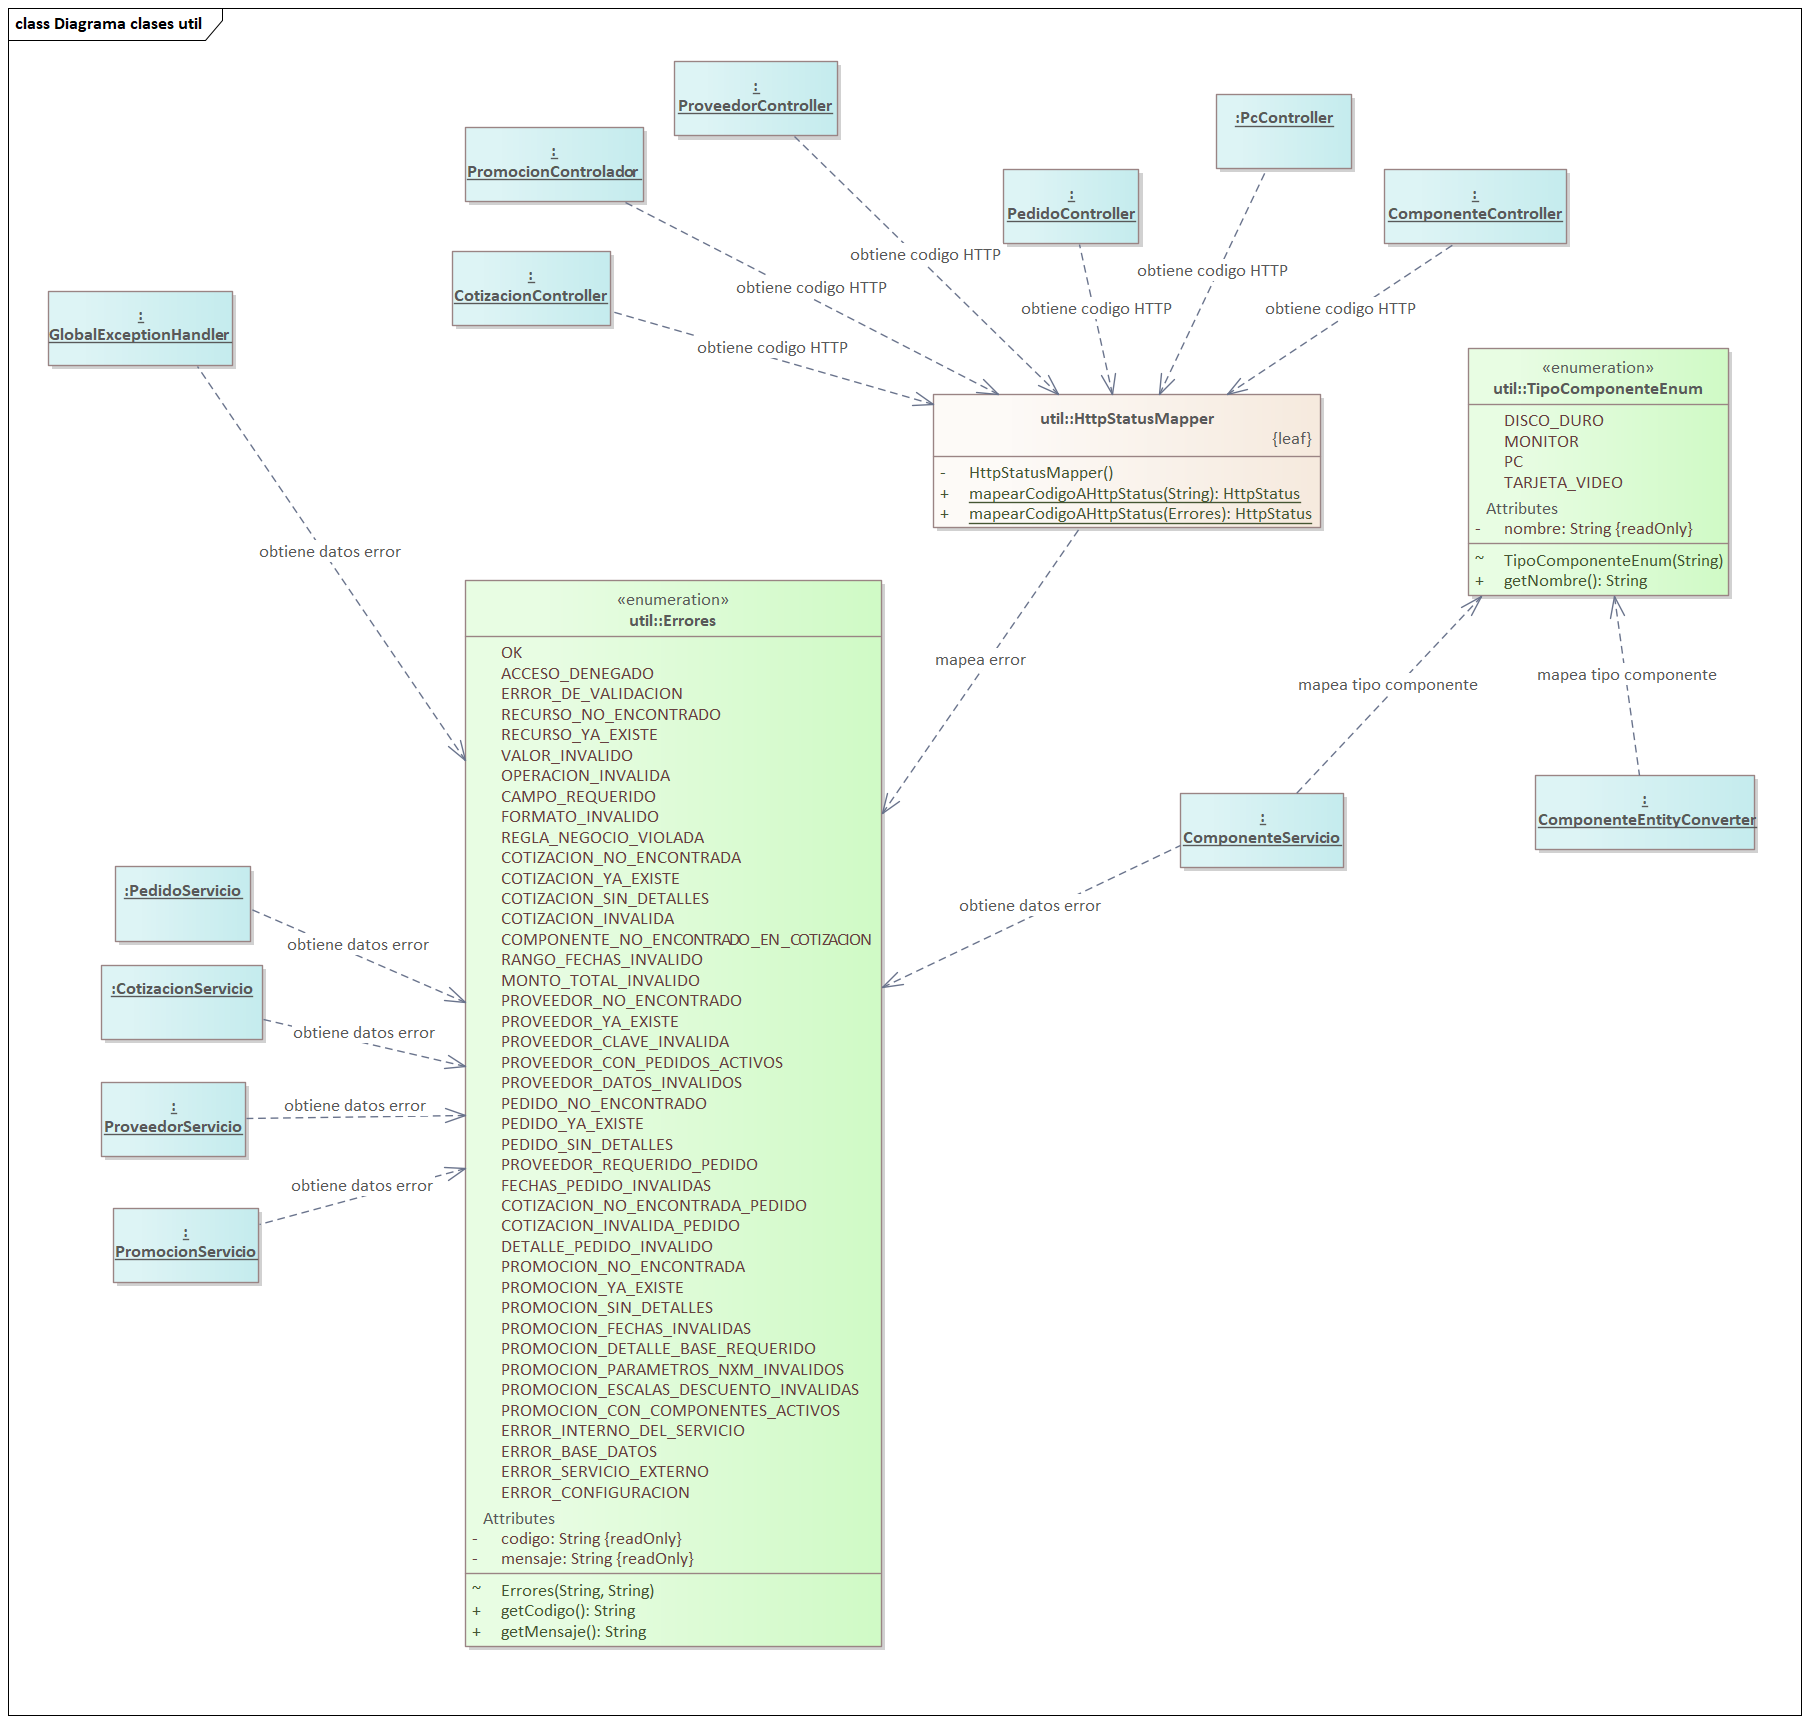 class Diagrama clases util
:
ProveedorController
:PcController
:
PromocionControlador
:
PedidoController
:
ComponenteController
:
CotizacionController
:
GlobalExceptionHandler
obtiene codigo HTTP
obtiene codigo HTTP
obtiene codigo HTTP
obtiene codigo HTTP
obtiene codigo HTTP
obtiene codigo HTTP
util::HttpStatusMapper
{leaf}
- HttpStatusMapper()
+ mapearCodigoAHttpStatus(String): HttpStatus
+ mapearCodigoAHttpStatus(Errores): HttpStatus
«enumeration»
util::TipoComponenteEnum
DISCO_DURO
MONITOR
PC
TARJETA_VIDEO
Attributes
- nombre: String {readOnly}
~ TipoComponenteEnum(String)
+ getNombre(): String
obtiene datos error
mapea error
mapea tipo componente
mapea tipo componente
:
ComponenteServicio
:
ComponenteEntityConverter
obtiene datos error
:PedidoServicio
obtiene datos error
:CotizacionServicio
obtiene datos error
:
ProveedorServicio
obtiene datos error
:
PromocionServicio
obtiene datos error
«enumeration»
util::Errores
OK
ACCESO_DENEGADO
ERROR_DE_VALIDACION
RECURSO_NO_ENCONTRADO
RECURSO_YA_EXISTE
VALOR_INVALIDO
OPERACION_INVALIDA
CAMPO_REQUERIDO
FORMATO_INVALIDO
REGLA_NEGOCIO_VIOLADA
COTIZACION_NO_ENCONTRADA
COTIZACION_YA_EXISTE
COTIZACION_SIN_DETALLES
COTIZACION_INVALIDA
COMPONENTE_NO_ENCONTRADO_EN_COTIZACION
RANGO_FECHAS_INVALIDO
MONTO_TOTAL_INVALIDO
PROVEEDOR_NO_ENCONTRADO
PROVEEDOR_YA_EXISTE
PROVEEDOR_CLAVE_INVALIDA
PROVEEDOR_CON_PEDIDOS_ACTIVOS
PROVEEDOR_DATOS_INVALIDOS
PEDIDO_NO_ENCONTRADO
PEDIDO_YA_EXISTE
PEDIDO_SIN_DETALLES
PROVEEDOR_REQUERIDO_PEDIDO
FECHAS_PEDIDO_INVALIDAS
COTIZACION_NO_ENCONTRADA_PEDIDO
COTIZACION_INVALIDA_PEDIDO
DETALLE_PEDIDO_INVALIDO
PROMOCION_NO_ENCONTRADA
PROMOCION_YA_EXISTE
PROMOCION_SIN_DETALLES
PROMOCION_FECHAS_INVALIDAS
PROMOCION_DETALLE_BASE_REQUERIDO
PROMOCION_PARAMETROS_NXM_INVALIDOS
PROMOCION_ESCALAS_DESCUENTO_INVALIDAS
PROMOCION_CON_COMPONENTES_ACTIVOS
ERROR_INTERNO_DEL_SERVICIO
ERROR_BASE_DATOS
ERROR_SERVICIO_EXTERNO
ERROR_CONFIGURACION
Attributes
- codigo: String {readOnly}
- mensaje: String {readOnly}
~ Errores(String, String)
+ getCodigo(): String
+ getMensaje(): String